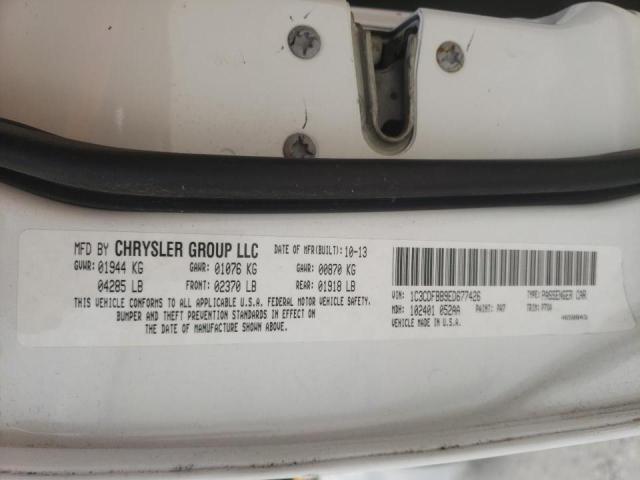 MFD BY CHRYSLER GROUP LLC DATE OF MFR(BUILT): 10-13
GVWR: 01944 KG GAWR: 01076 KG GAWR: 00870 KG
04285 LB FRONT: 02370 LB REAR: 01918 LB
THIS VEHICLE CONFORMS TO ALL APPLICABLE U.S.A. FEDERAL MOTOR VEHICLE SAFETY,
BUMPER AND THEFT PREVENTION STANDARDS IN EFFECT ON
THE DATE OF MANUFACTURE SHOWN ABOVE.
VIN: 1C3CDFBB9ED677426 TYPE: PASSENGER CAR
MDH: 102401 052AA PAINT: PW7 TRIM:
VEHICLE MADE IN U.S.A.